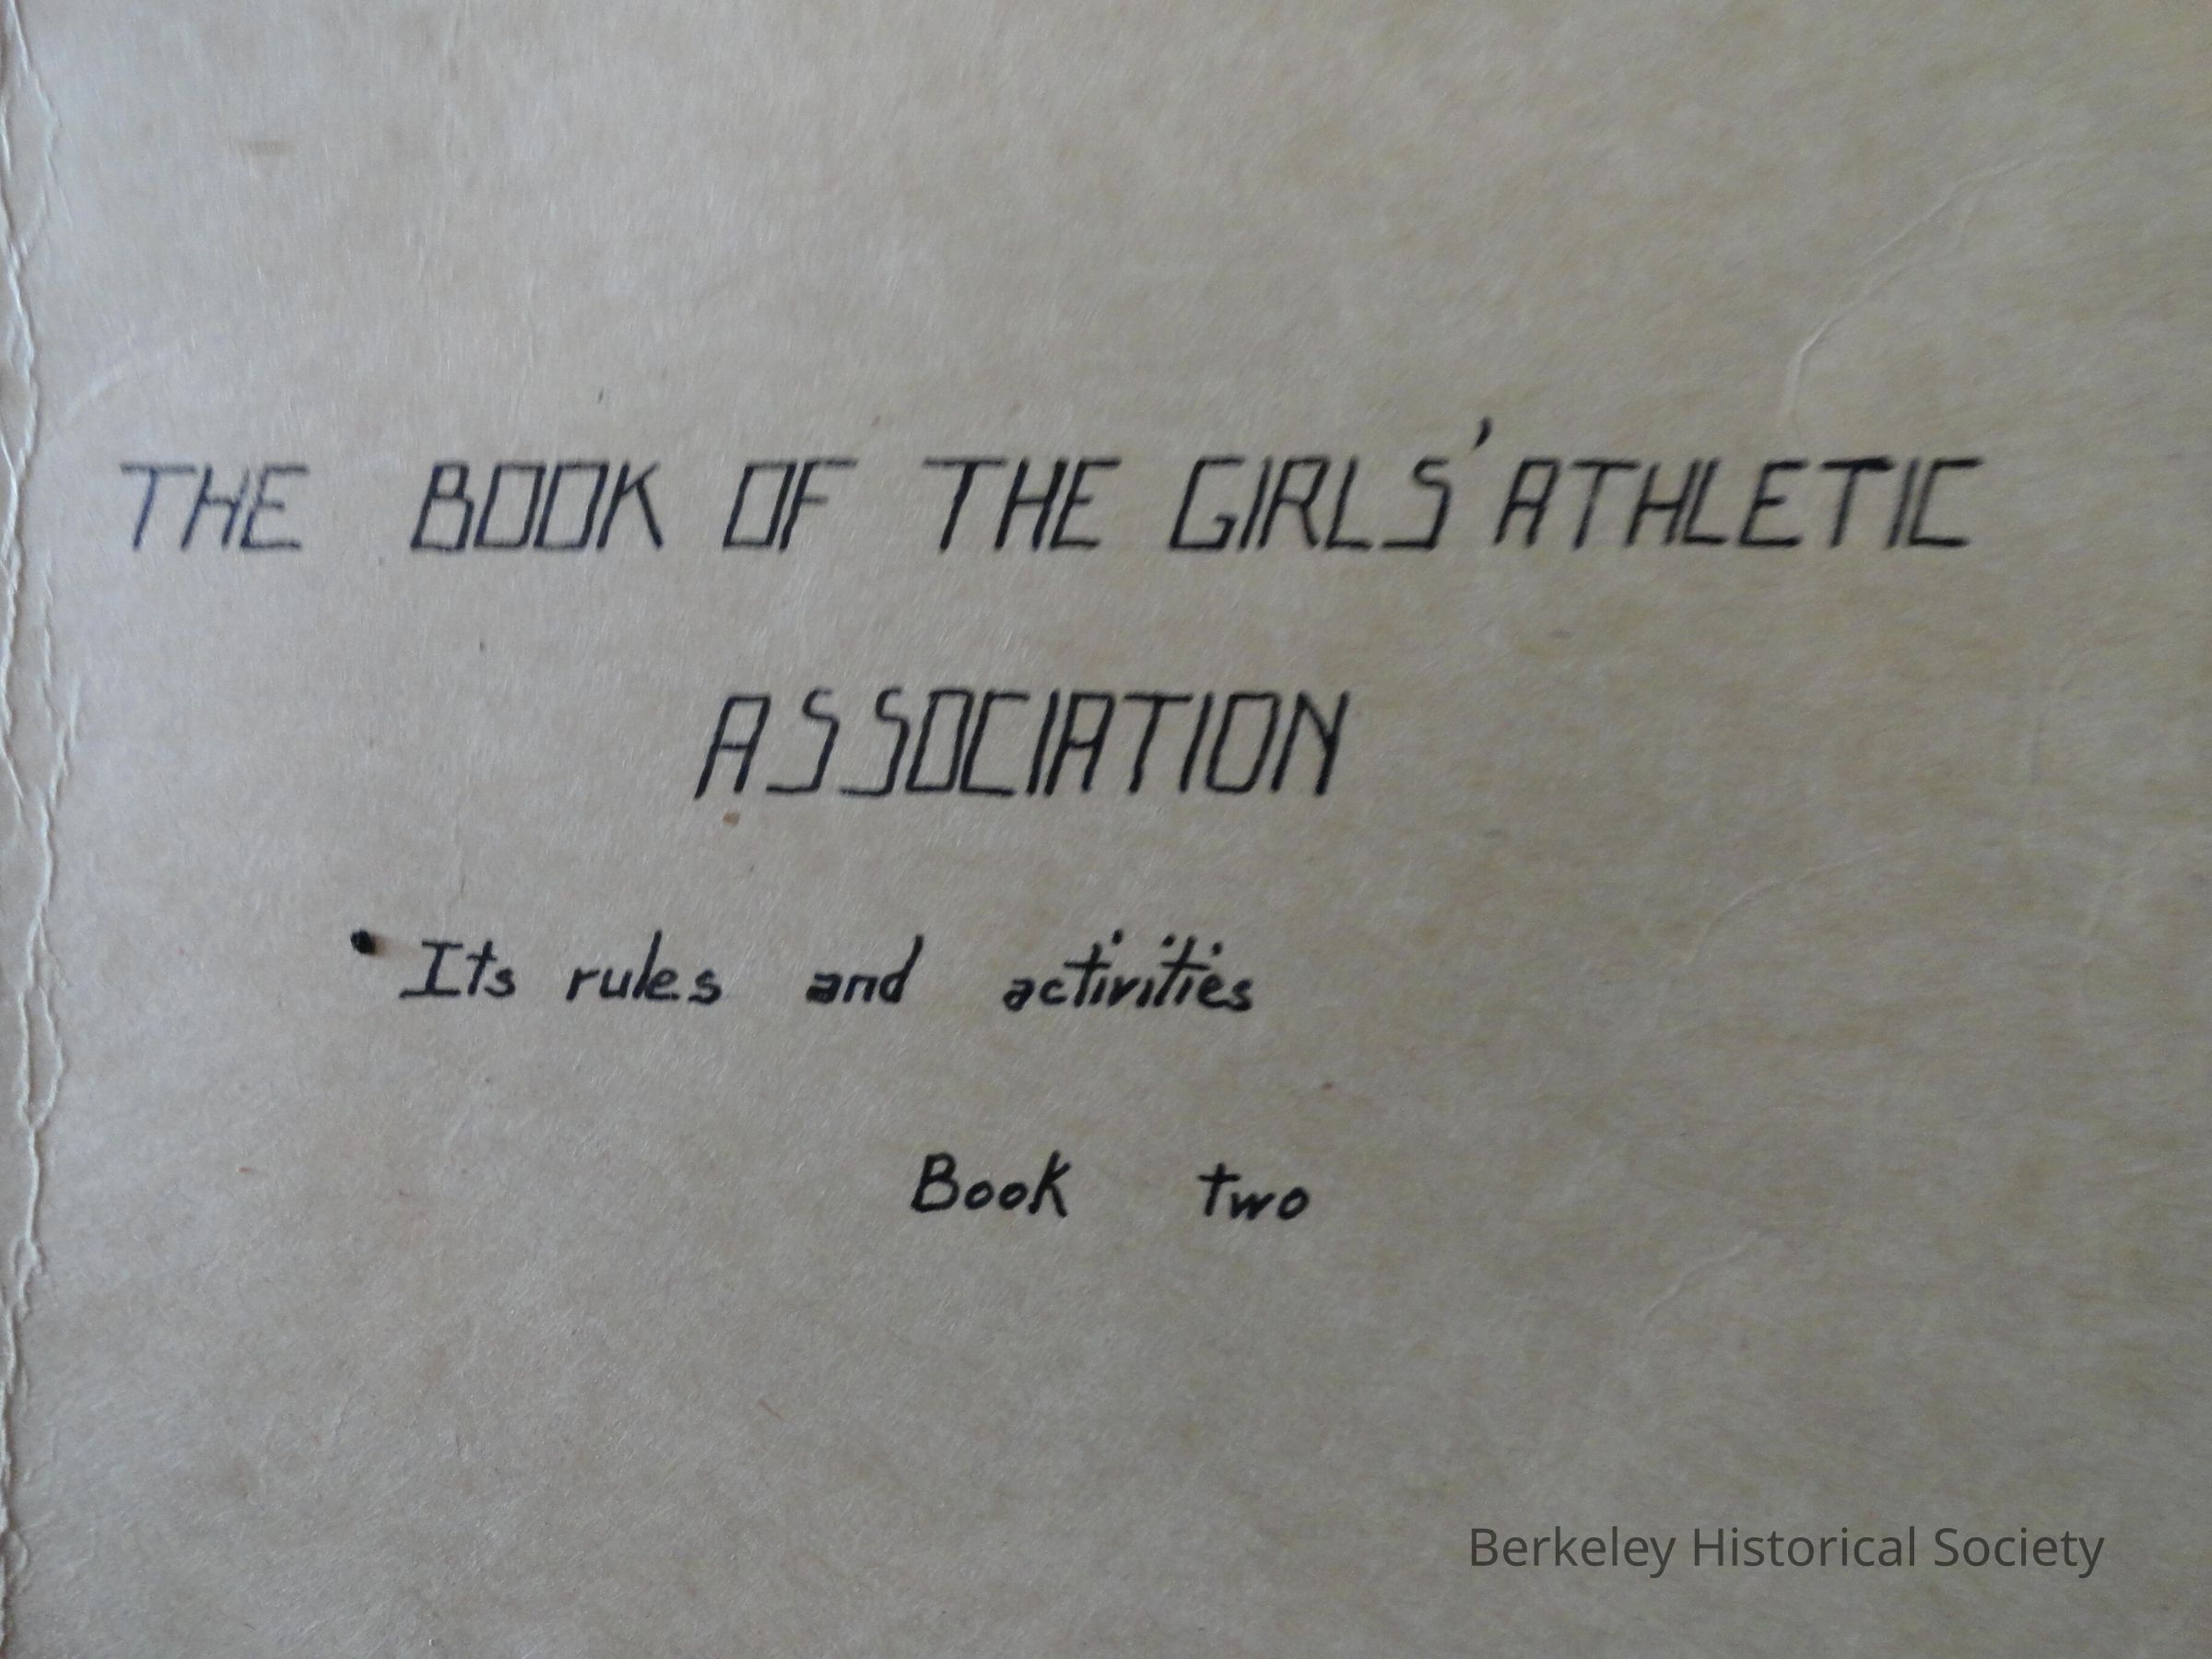 THE BOOK OF THE GIRLS' ATHLETIC
ASSOCIATION
Its rules and activities
Book two
Berkeley Historical Society